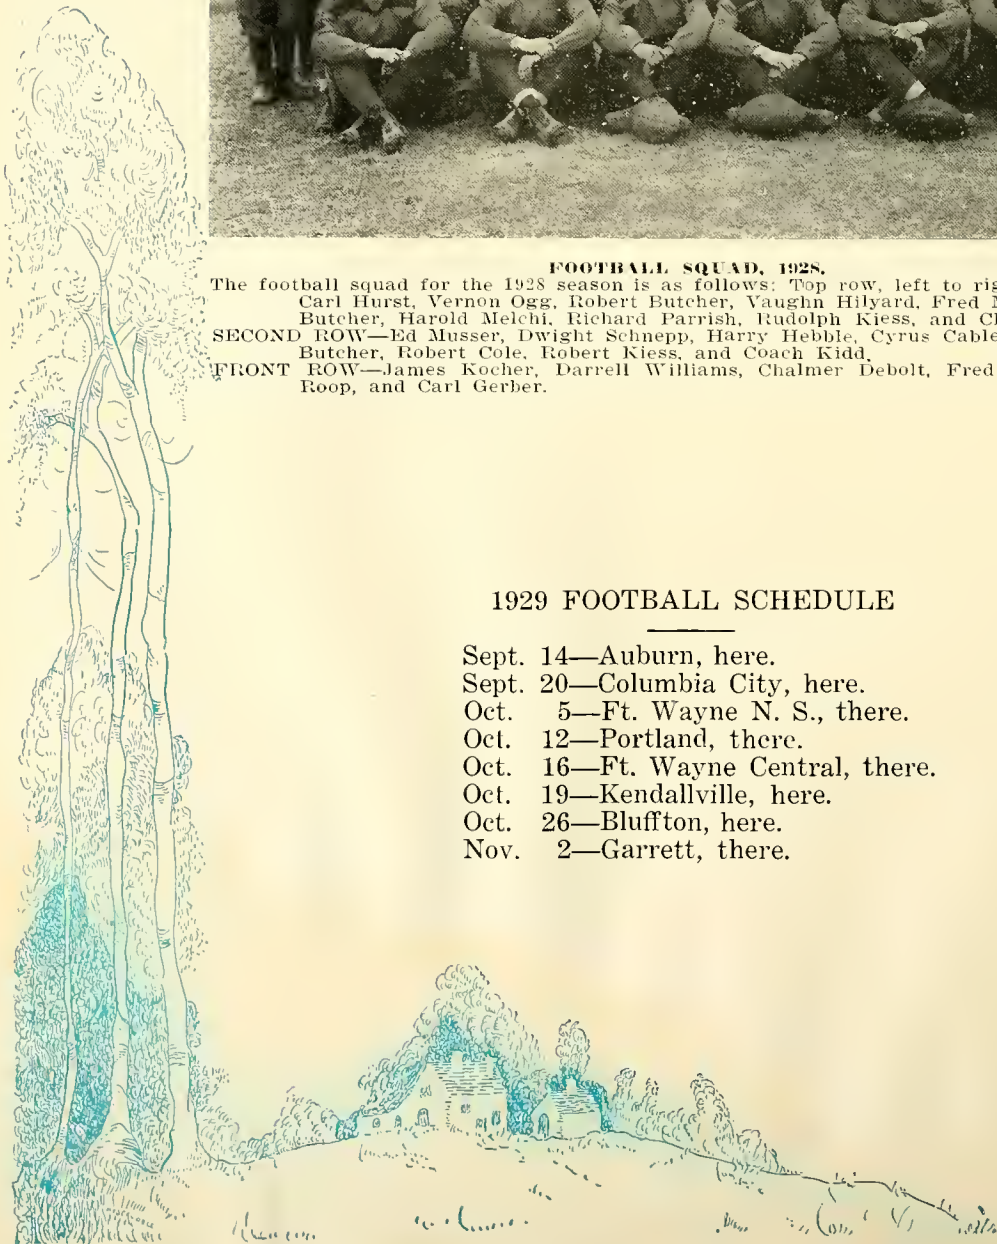 FOOTBALL SQUAD, 1928.
The football squad for the 1928 season is as follows: Top row, left to
Carl Hurst, Vernon Ogg, Robert Butcher, Vaughn Hilyard, Fred
Butcher, Harold Melchi, Richard Parrish, Rudolph Kiess, and
SECOND ROW—Ed Musser, Dwight Schnepp, Harry Hebble, Cyrus Cable
Butcher, Robert Cole, Robert Kiess, and Coach Kidd.
FRONT ROW—James Kocher, Darrell Williams, Chalmer Debolt, Fred
Roop, and Carl Gerber.
1929 FOOTBALL SCHEDULE
Sept. 14—Auburn, here.
Sept. 20—Columbia City, here.
Oct. 5—Ft. Wayne N. S., there.
Oct. 12—Portland, there.
Oct. 16—Ft. Wayne Central, there.
Oct. 19—Kendallville, here.
Oct. 26—Bluffton, here.
Nov. 2—Garrett, there.